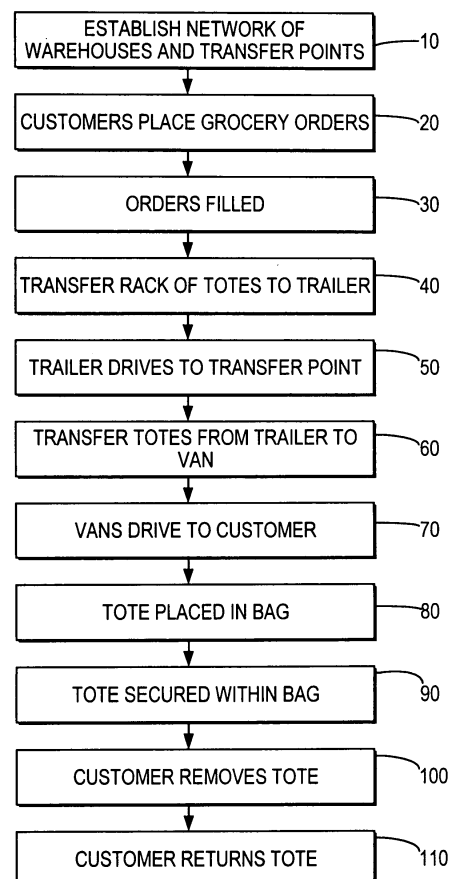 ESTABLISH NETWORK OF
WAREHOUSES AND TRANSFER POINTS
10
CUSTOMERS PLACE GROCERY ORDERS
20
ORDERS FILLED
30
TRANSFER RACK OF TOTES TO TRAILER
40
TRAILER DRIVES TO TRANSFER POINT
50
TRANSFER TOTES FROM TRAILER TO
VAN
60
VANS DRIVE TO CUSTOMER
70
TOTE PLACED IN BAG
80
TOTE SECURED WITHIN BAG
90
CUSTOMER REMOVES TOTE
100
CUSTOMER RETURNS TOTE
110